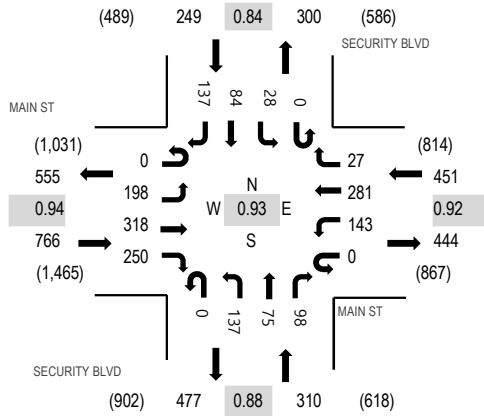 (489) 249 0.84 300 (586)
SECURITY BLVD
137 84 28 0
MAIN ST
(1,031) 0 27 (814)
555 451
198 281
N
0.94 W 0.93 E 0.92
318 143
766 S 444
250 0
(1,465) (867)
0 137 75 98
MAIN ST
SECURITY BLVD
(902) 477 0.88 310 (618)